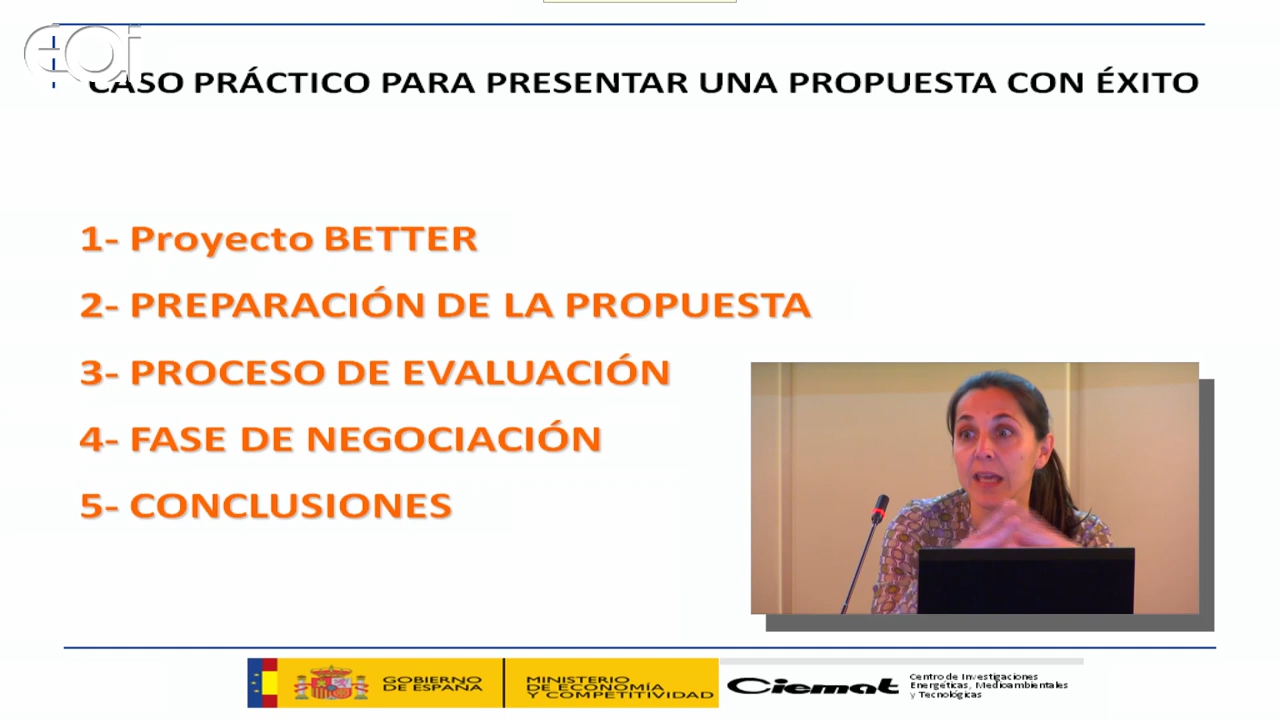 eoi
CASO PRÁCTICO PARA PRESENTAR UNA PROPUESTA CON ÉXITO
1- Proyecto BETTER
2- PREPARACIÓN DE LA PROPUESTA
3- PROCESO DE EVALUACIÓN
4- FASE DE NEGOCIACIÓN
5- CONCLUSIONES
GOBIERNO
DE ESPAÑA
MINISTERIO
DE ECONOMÍA
Y COMPETITIVIDAD
Ciemat
Centro de Investigaciones
Energéticas, Medioambientales
y Tecnológicas